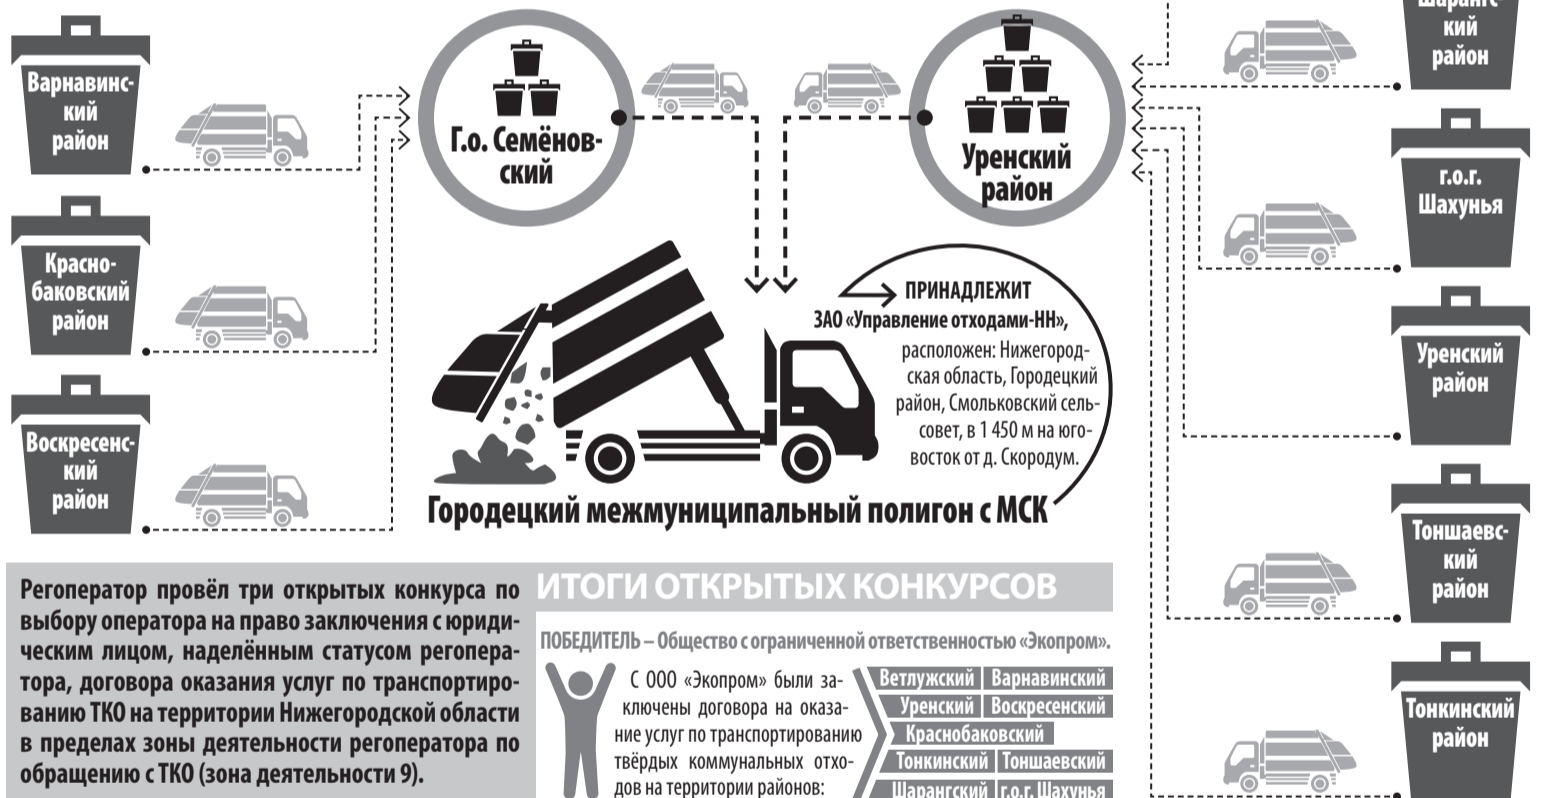 Варнавинс-
кий
район
Красно-
баковский
район
Воскресенс-
кий
район
Г.о. Семёнов-
ский
Уренский
район
Шарангс-
кий
район
г.о.г.
Шахунья
Уренский
район
Тоншаевс-
кий
район
Тонкинский
район
ПРИНАДЛЕЖИТ
ЗАО «Управление отходами-НН»,
расположен: Нижегород-
ская область, Городецкий
район, Смольковский сель-
совет, в 1 450 м на юго-
восток от д. Скородум.
Городецкий межмуниципальный полигон с МСК
Регоператор провёл три открытых конкурса по
выбору оператора на право заключения с юриди-
ческим лицом, наделённым статусом регопера-
тора, договора оказания услуг по транспортиро-
ванию ТКО на территории Нижегородской области
в пределах зоны деятельности регоператора по
обращению с ТКО (зона деятельности 9).
ИТОГИ ОТКРЫТЫХ КОНКУРСОВ
ПОБЕДИТЕЛЬ – Общество с ограниченной ответственностью «Экопром».
С ООО «Экопром» были за-
ключены договора на оказа-
ние услуг по транспортированию
твёрдых коммунальных отхо-
дов на территории районов:
Ветлужский Варнавинский
Уренский Воскресенский
Краснобаковский
Тонкинский Тоншаевский
Шарангский г.о.г. Шахунья